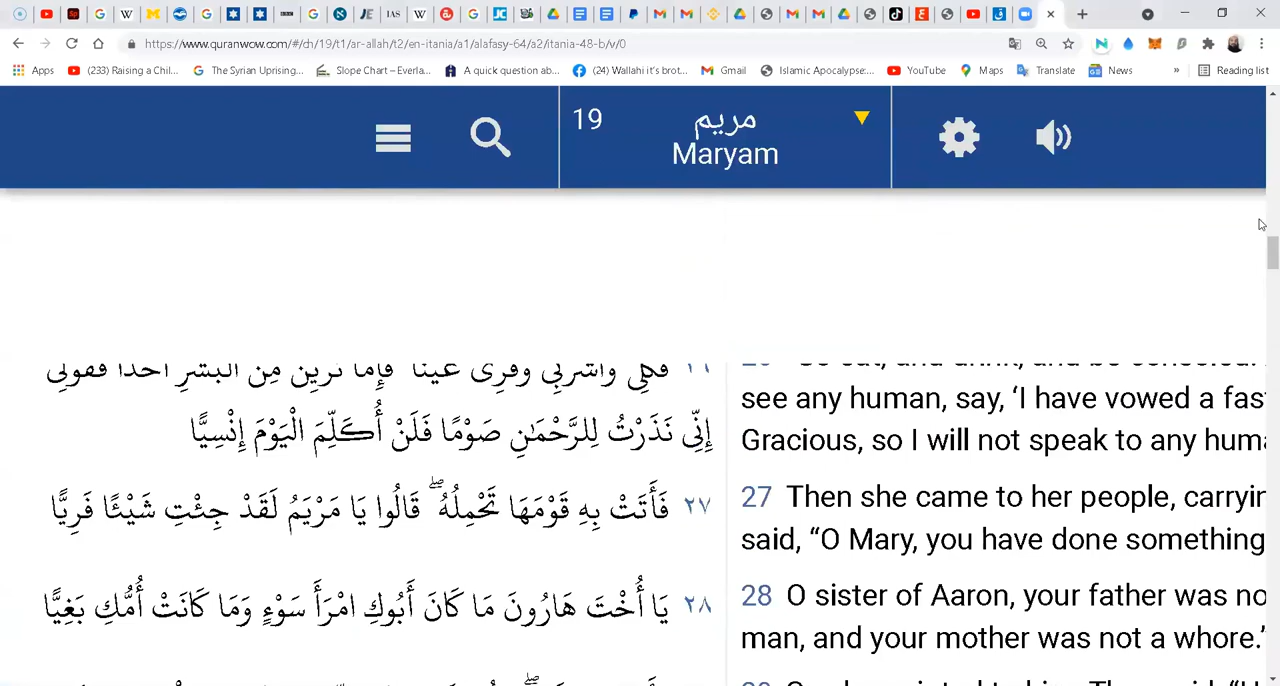 https://www.quranwow.com/#/ch/19/t1/ar-allah/t2/en-itania/a1/alafasy-64/a2/itania-48-b/v/0
Apps
(233) Raising a Chil...
The Syrian Uprising...
Slope Chart – Everla...
A quick question ab...
(24) Wallahi it's brot...
Gmail
Islamic Apocalypse:...
YouTube
Maps
Translate
News
»
Reading list
19
مريم
Maryam
إِنِّي نَذَرْتُ لِلرَّحْمَٰنِ صَوْمًا فَلَنْ أُكَلِّمَ الْيَوْمَ إِنْسِيًّا
٢٧ فَأَتَتْ بِهِ قَوْمَهَا تَحْمِلُهُ ۖ قَالُوا يَا مَرْيَمُ لَقَدْ جِئْتِ شَيْئًا فَرِيًّا
٢٨ يَا أُخْتَ هَارُونَ مَا كَانَ أَبُوكِ امْرَأَ سَوْءٍ وَمَا كَانَتْ أُمُّكِ بَغِيًّا
see any human, say, ‘I have vowed a fas
Gracious, so I will not speak to any hum
27 Then she came to her people, carryin
said, “O Mary, you have done something
28 O sister of Aaron, your father was no
man, and your mother was not a whore.”